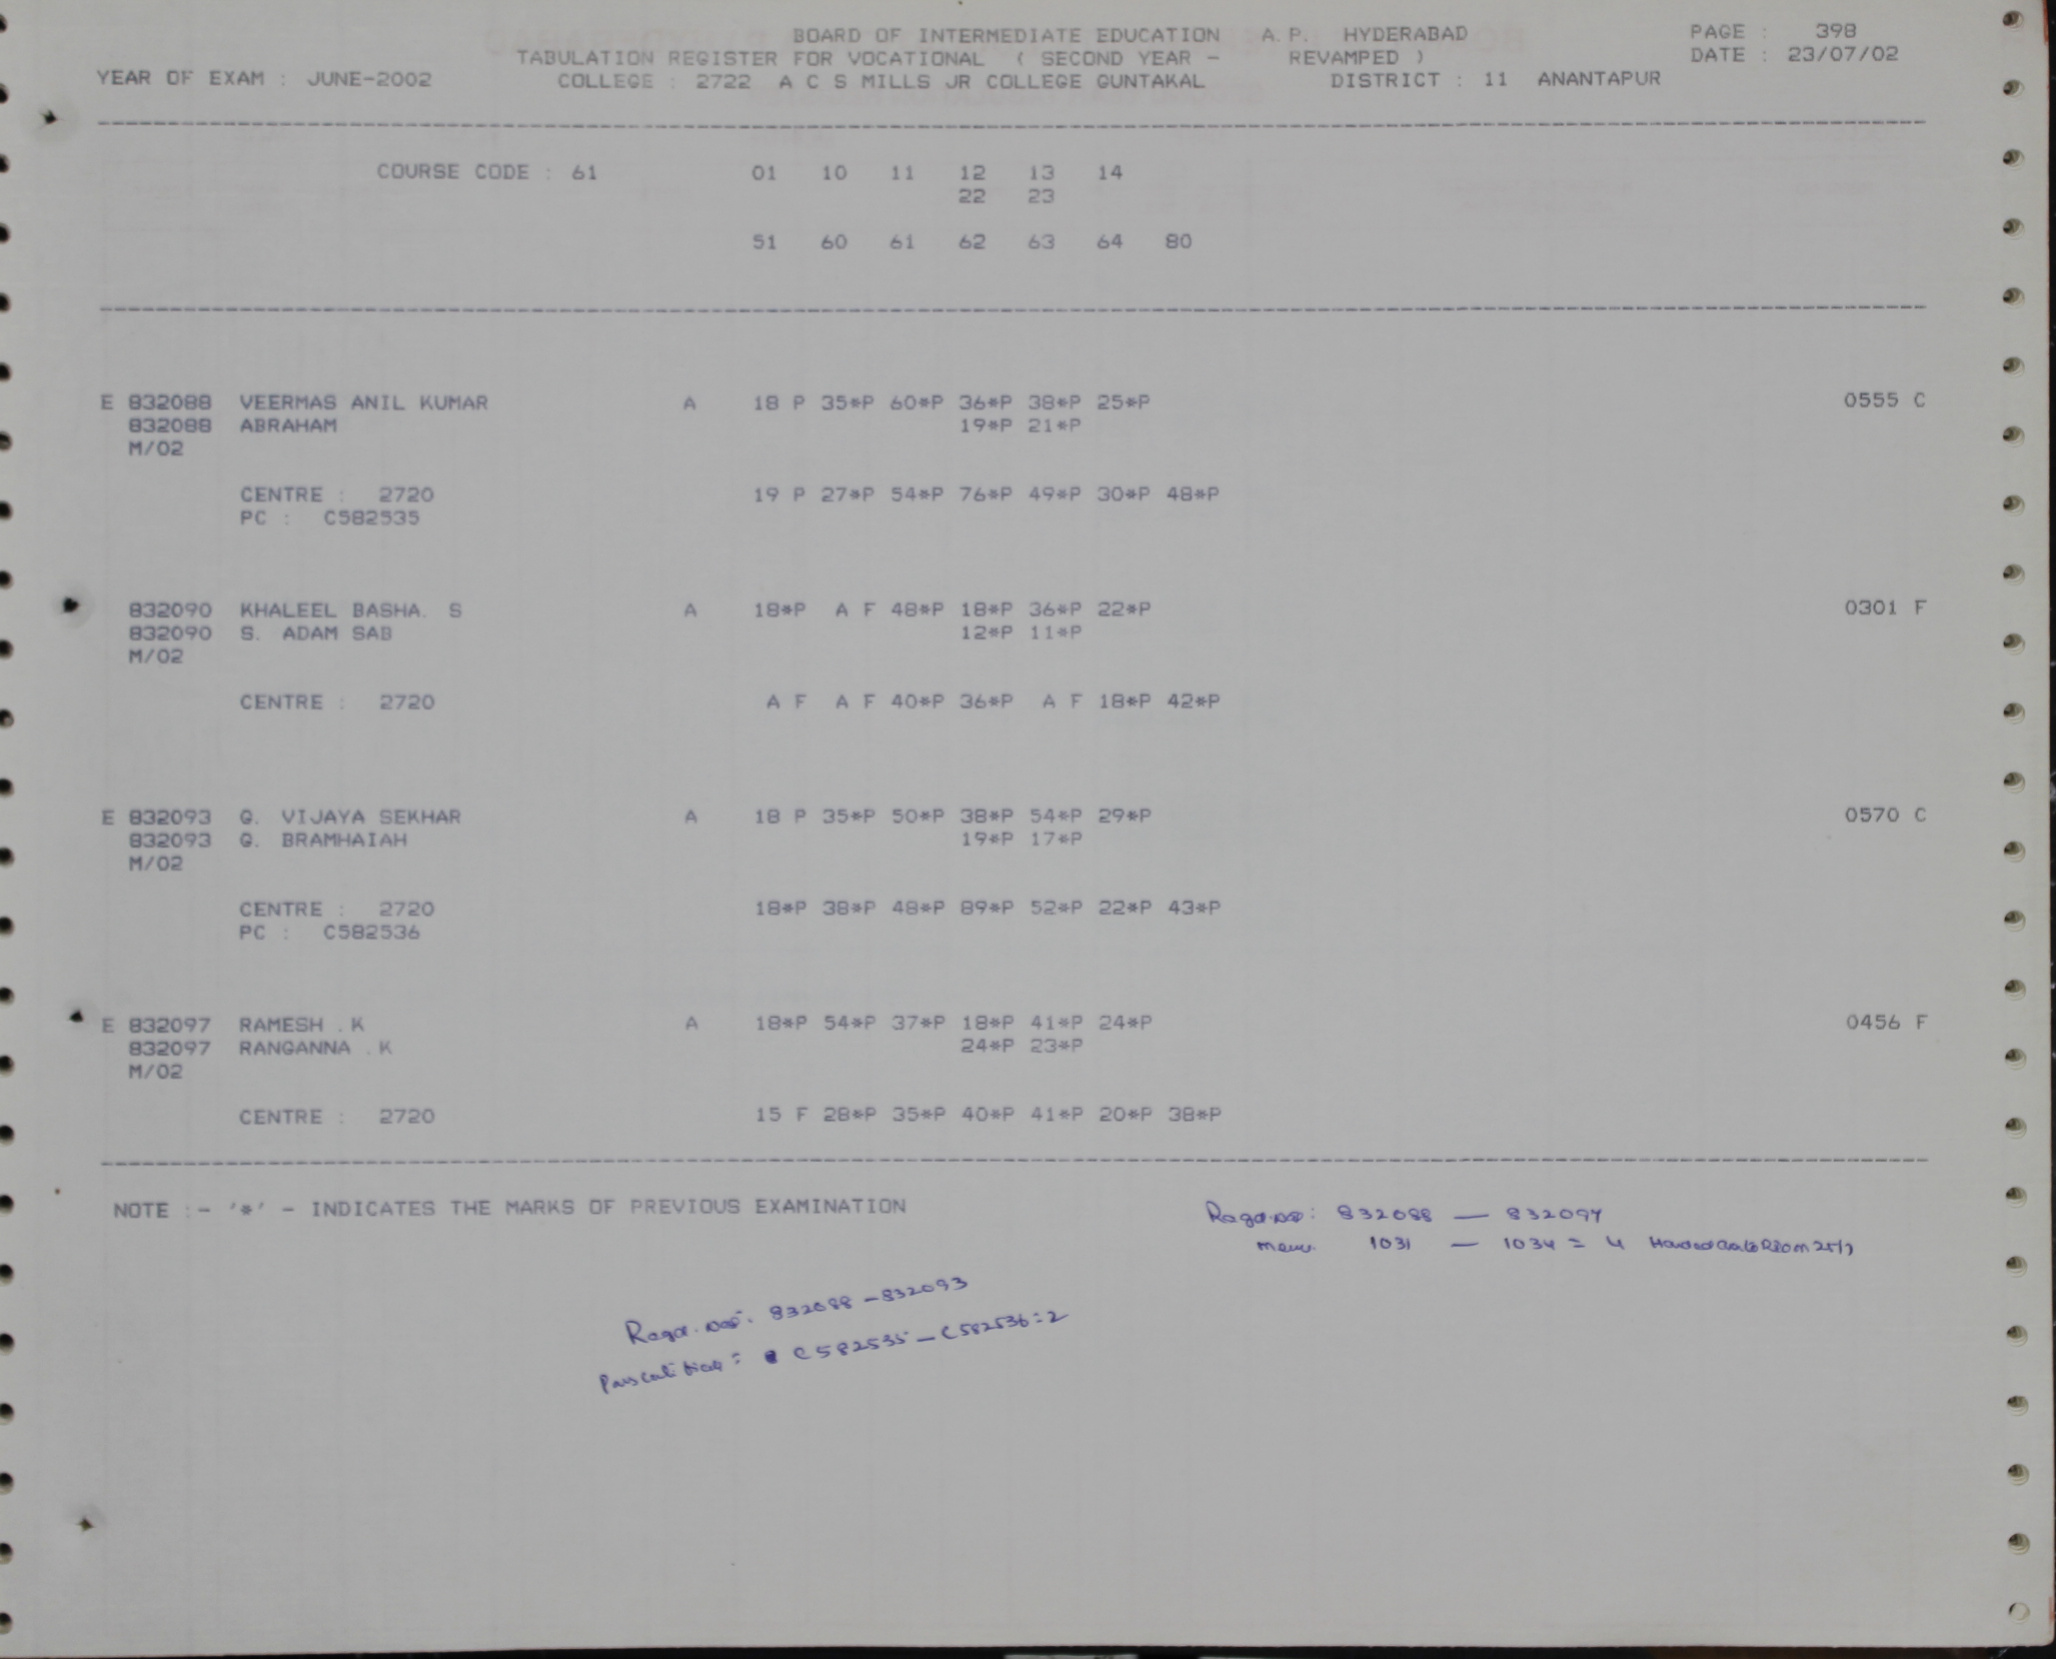 BOARD OF INTERMEDIATE EDUCATION A.P. HYDERABAD PAGE : 398
TABULATION REGISTER FOR VOCATIONAL ( SECOND YEAR - REVAMPED ) DATE : 23/07/02
YEAR OF EXAM : JUNE-2002 COLLEGE : 2722 A C S MILLS JR COLLEGE GUNTAKAL DISTRICT : 11 ANANTAPUR
COURSE CODE : 61 01 10 11 12 13 14
22 23
51 60 61 62 63 64 80
E 832088 VEERMAS ANIL KUMAR A 18 P 35*P 60*P 36*P 38*P 25*P 0555 C
832088 ABRAHAM 19*P 21*P
M/02
CENTRE : 2720 19 P 27*P 54*P 76*P 49*P 30*P 48*P
PC : C582535
832090 KHALEEL BASHA. S A 18*P A F 48*P 18*P 36*P 22*P 0301 F
832090 S. ADAM SAB 12*P 11*P
M/02
CENTRE : 2720 A F A F 40*P 36*P A F 18*P 42*P
E 832093 G. VIJAYA SEKHAR A 18 P 35*P 50*P 38*P 54*P 29*P 0570 C
832093 G. BRAMHAIAH 19*P 17*P
M/02
CENTRE : 2720 18*P 38*P 48*P 89*P 52*P 22*P 43*P
PC : C582536
E 832097 RAMESH .K A 18*P 54*P 37*P 18*P 41*P 24*P 0456 F
832097 RANGANNA .K 24*P 23*P
M/02
CENTRE : 2720 15 F 28*P 35*P 40*P 41*P 20*P 38*P
NOTE :- '*' - INDICATES THE MARKS OF PREVIOUS EXAMINATION
Regd.nos: 832088 — 832097
1031 — 1034 = 4
Regd. nos: 832088 - 832093
C582535 - C582536=2